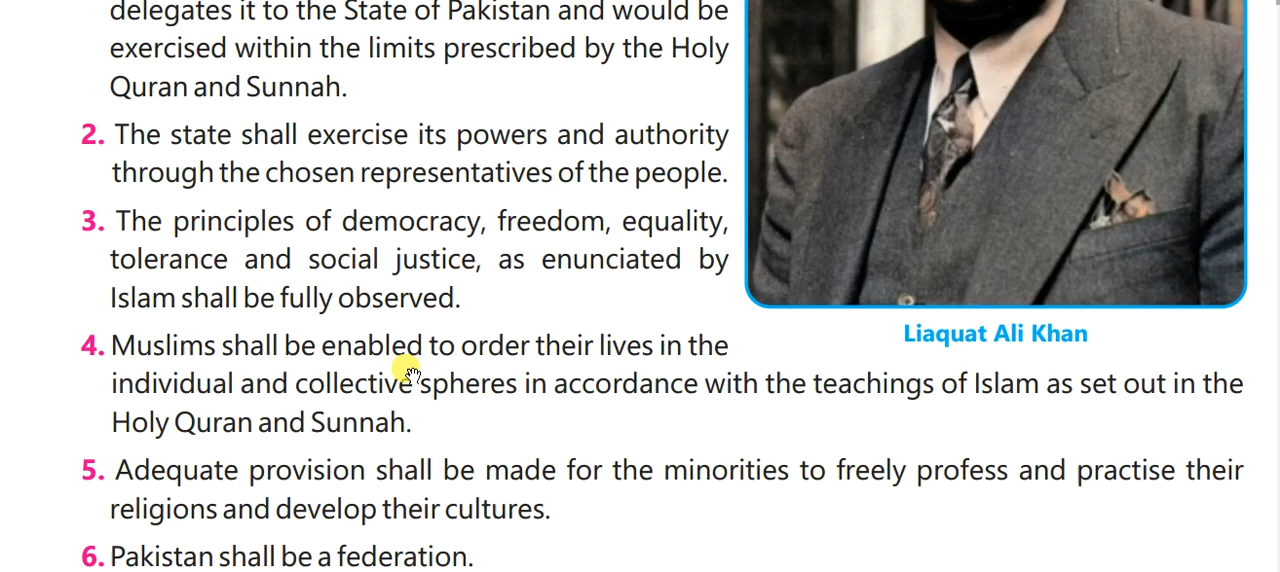 delegates it to the State of Pakistan and would be
exercised within the limits prescribed by the Holy
Quran and Sunnah.
2. The state shall exercise its powers and authority
through the chosen representatives of the people.
3. The principles of democracy, freedom, equality,
tolerance and social justice, as enunciated by
Islam shall be fully observed.
Liaquat Ali Khan
4. Muslims shall be enabled to order their lives in the
individual and collective spheres in accordance with the teachings of Islam as set out in the
Holy Quran and Sunnah.
5. Adequate provision shall be made for the minorities to freely profess and practise their
religions and develop their cultures.
6. Pakistan shall be a federation.